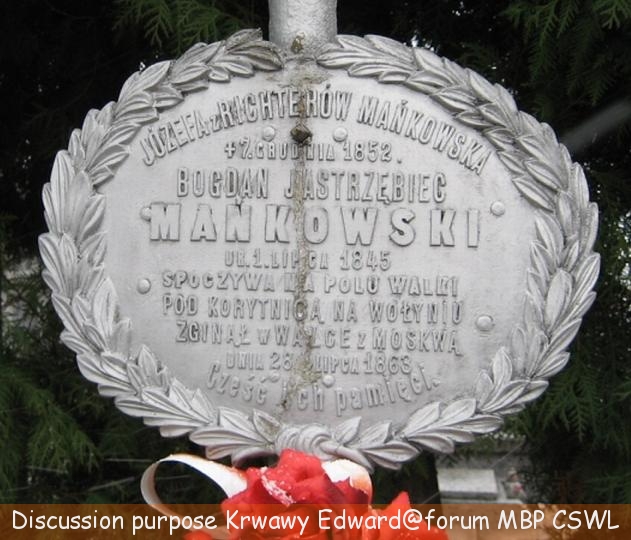 JÓZEFA z RICHTERÓW MAŃKOWSKA
+ 7. GRUDNIA 1852.
BOGDAN JASTRZĘBIEC
MAŃKOWSKI
UR. 1. LIPCA 1845
SPOCZYWA NA POLU WALKI
POD KORYTNICĄ NA WOŁYNIU
ZGINĄŁ w WALCE z MOSKWĄ
DNIA 28. LIPCA 1863
Cześć ich pamięci.
Discussion purpose Krwawy Edward@forum MBP CSWL